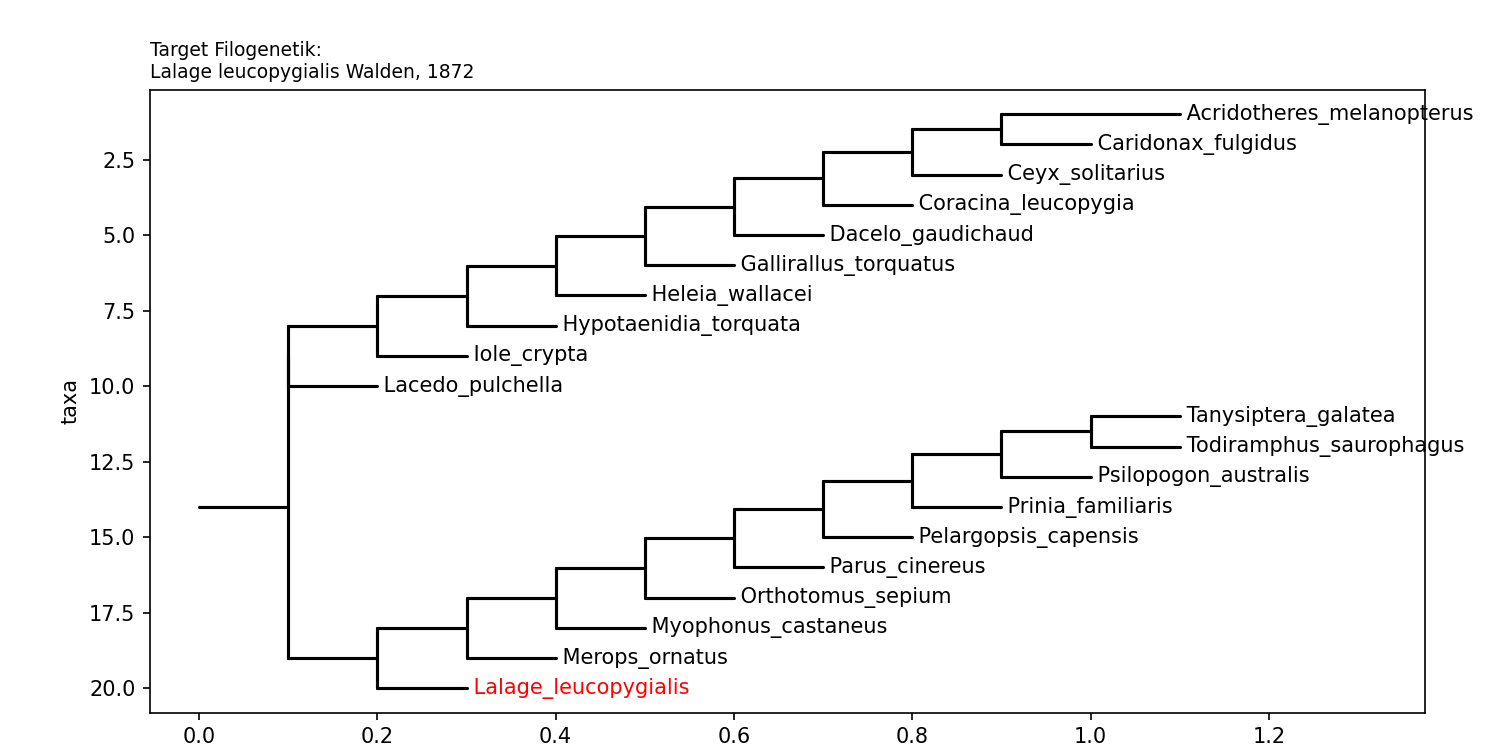 Target Filogenetik:
Lalage leucopygialis Walden, 1872
Acridotheres_melanopterus
Caridonax_fulgidus
2.5
Ceyx_solitarius
Coracina_leucopygia
5.0
Dacelo_gaudichaud
Gallirallus_torquatus
Heleia_wallacei
7.5
Hypotaenidia_torquata
Iole_crypta
10.0
Lacedo_pulchella
taxa
Tanysiptera_galatea
Todiramphus_saurophagus
12.5
Psilopogon_australis
Prinia_familiaris
15.0
Pelargopsis_capensis
Parus_cinereus
Orthotomus_sepium
17.5
Myophonus_castaneus
Merops_ornatus
20.0
Lalage_leucopygialis
0.0 0.2 0.4 0.6 0.8 1.0 1.2